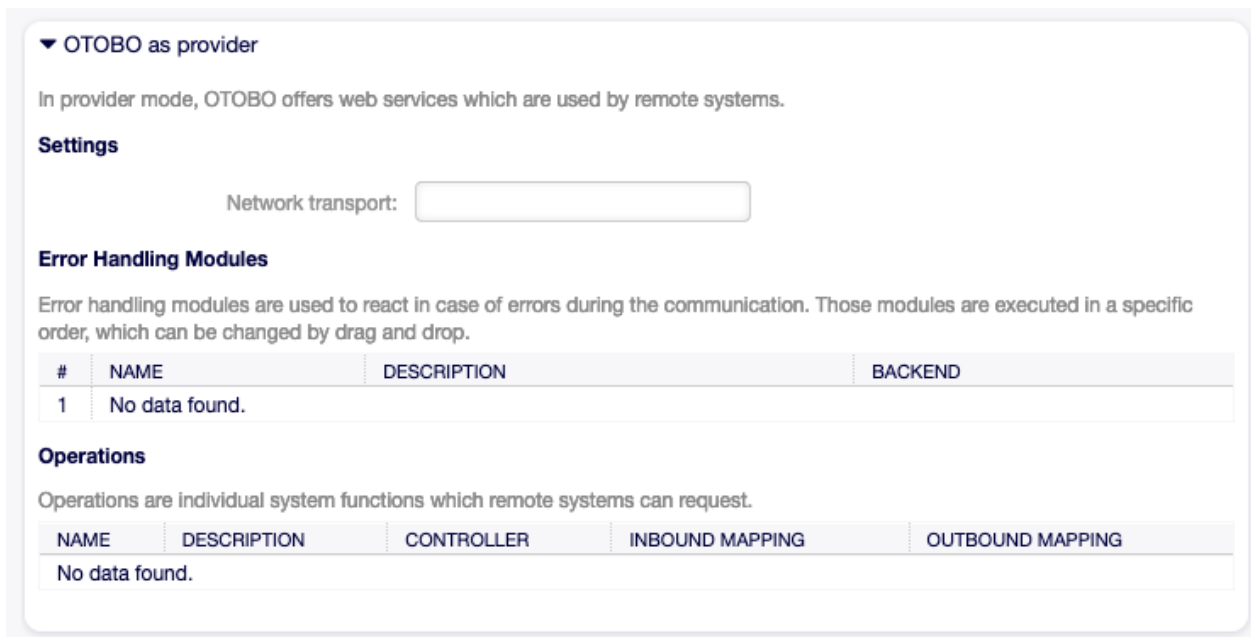 OTOBO as provider
In provider mode, OTOBO offers web services which are used by remote systems.
Settings
Network transport:
Error Handling Modules
Error handling modules are used to react in case of errors during the communication. Those modules are executed in a specific
order, which can be changed by drag and drop.
# NAME DESCRIPTION BACKEND
1 No data found.
Operations
Operations are individual system functions which remote systems can request.
NAME DESCRIPTION CONTROLLER INBOUND MAPPING OUTBOUND MAPPING
No data found.